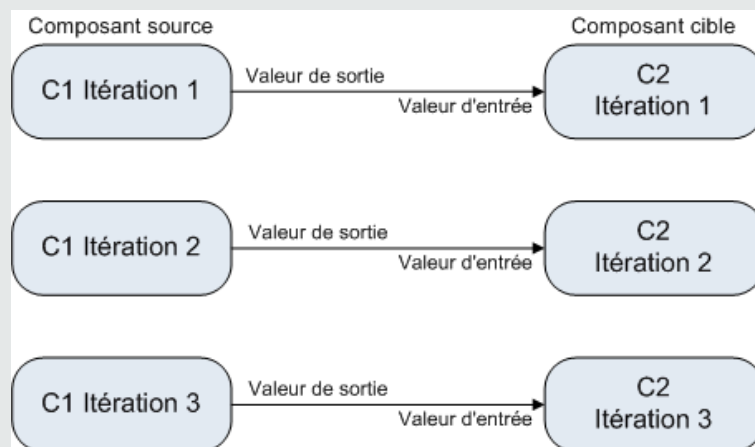 Composant source
Composant cible
C1 Itération 1
Valeur de sortie
Valeur d'entrée
C2
Itération 1
C1 Itération 2
Valeur de sortie
Valeur d'entrée
C2
Itération 2
C1 Itération 3
Valeur de sortie
Valeur d'entrée
C2
Itération 3